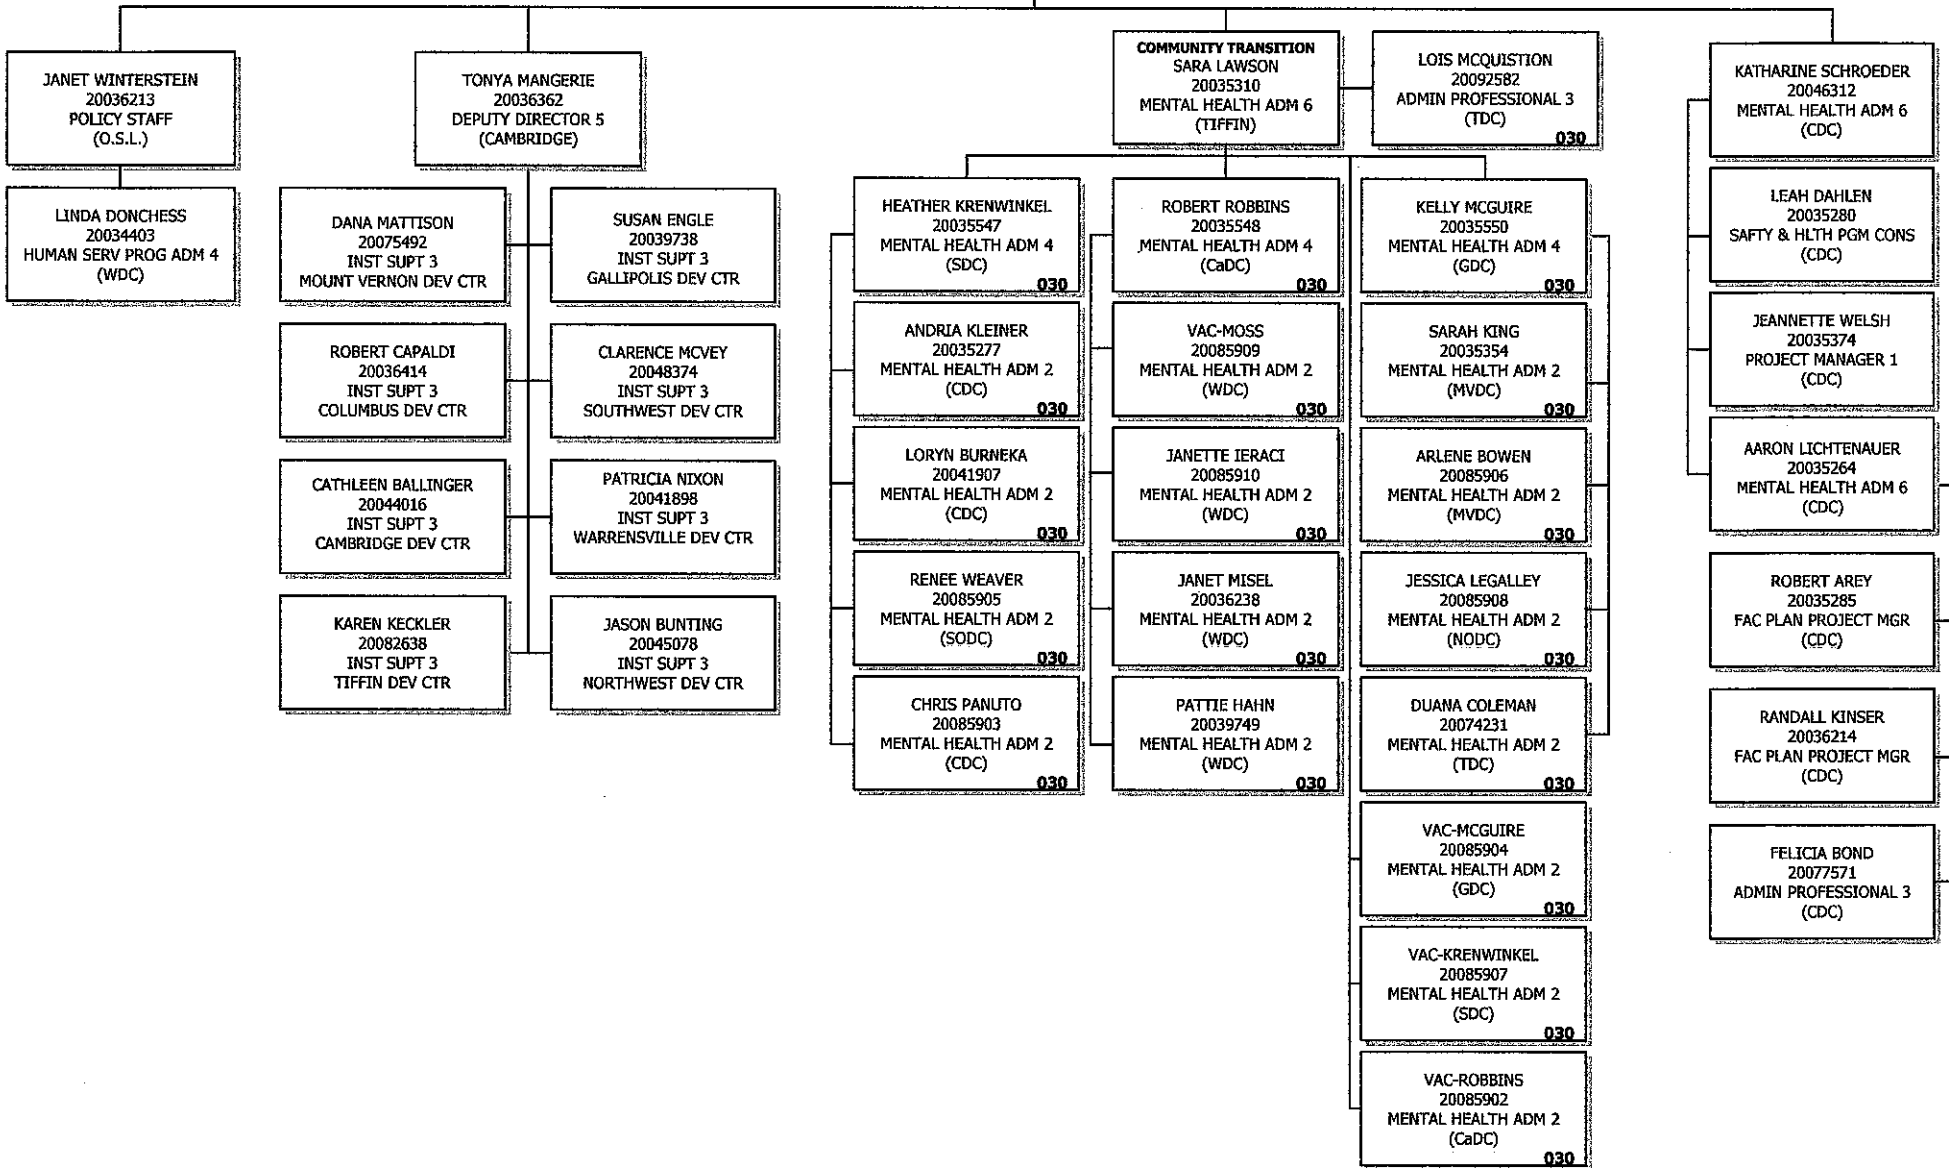 JANET WINTERSTEIN
20036213
POLICY STAFF
(O.S.L.)
LINDA DONCHESS
20034403
HUMAN SERV PROG ADM 4
(WDC)
TONYA MANGERIE
20036362
DEPUTY DIRECTOR 5
(CAMBRIDGE)
DANA MATTISON
20075492
INST SUPT 3
MOUNT VERNON DEV CTR
SUSAN ENGLE
20039738
INST SUPT 3
GALLIPOLIS DEV CTR
ROBERT CAPALDI
20036414
INST SUPT 3
COLUMBUS DEV CTR
CLARENCE MCVEY
20048374
INST SUPT 3
SOUTHWEST DEV CTR
CATHLEEN BALLINGER
20044016
INST SUPT 3
CAMBRIDGE DEV CTR
PATRICIA NIXON
20041898
INST SUPT 3
WARRENSVILLE DEV CTR
KAREN KECKLER
20082638
INST SUPT 3
TIFFIN DEV CTR
JASON BUNTING
20045078
INST SUPT 3
NORTHWEST DEV CTR
COMMUNITY TRANSITION
SARA LAWSON
20035310
MENTAL HEALTH ADM 6
(TIFFIN)
LOIS MCQUISTION
20092582
ADMIN PROFESSIONAL 3
(TDC)
030
HEATHER KRENWINKEL
20035547
MENTAL HEALTH ADM 4
(SDC)
030
ANDRIA KLEINER
20035277
MENTAL HEALTH ADM 2
(CDC)
030
LORYN BURNEKA
20041907
MENTAL HEALTH ADM 2
(CDC)
030
RENEE WEAVER
20085905
MENTAL HEALTH ADM 2
(SODC)
030
CHRIS PANUTO
20085903
MENTAL HEALTH ADM 2
(CDC)
030
ROBERT ROBBINS
20035548
MENTAL HEALTH ADM 4
(CaDC)
030
VAC-MOSS
20085909
MENTAL HEALTH ADM 2
(WDC)
030
JANETTE IERACI
20085910
MENTAL HEALTH ADM 2
(WDC)
030
JANET MISEL
20036238
MENTAL HEALTH ADM 2
(WDC)
030
PATTIE HAHN
20039749
MENTAL HEALTH ADM 2
(WDC)
030
KELLY MCGUIRE
20035550
MENTAL HEALTH ADM 4
(GDC)
030
SARAH KING
20035354
MENTAL HEALTH ADM 2
(MVDC)
030
ARLENE BOWEN
20085906
MENTAL HEALTH ADM 2
(MVDC)
030
JESSICA LEGALLEY
20085908
MENTAL HEALTH ADM 2
(NODC)
030
DUANA COLEMAN
20074231
MENTAL HEALTH ADM 2
(TDC)
030
VAC-MCGUIRE
20085904
MENTAL HEALTH ADM 2
(GDC)
030
VAC-KRENWINKEL
20085907
MENTAL HEALTH ADM 2
(SDC)
030
VAC-ROBBINS
20085902
MENTAL HEALTH ADM 2
(CaDC)
030
KATHARINE SCHROEDER
20046312
MENTAL HEALTH ADM 6
(CDC)
LEAH DAHLEN
20035280
SAFTY & HLTH PGM CONS
(CDC)
JEANNETTE WELSH
20035374
PROJECT MANAGER 1
(CDC)
AARON LICHTENAUER
20035264
MENTAL HEALTH ADM 6
(CDC)
ROBERT AREY
20035285
FAC PLAN PROJECT MGR
(CDC)
RANDALL KINSER
20036214
FAC PLAN PROJECT MGR
(CDC)
FELICIA BOND
20077571
ADMIN PROFESSIONAL 3
(CDC)